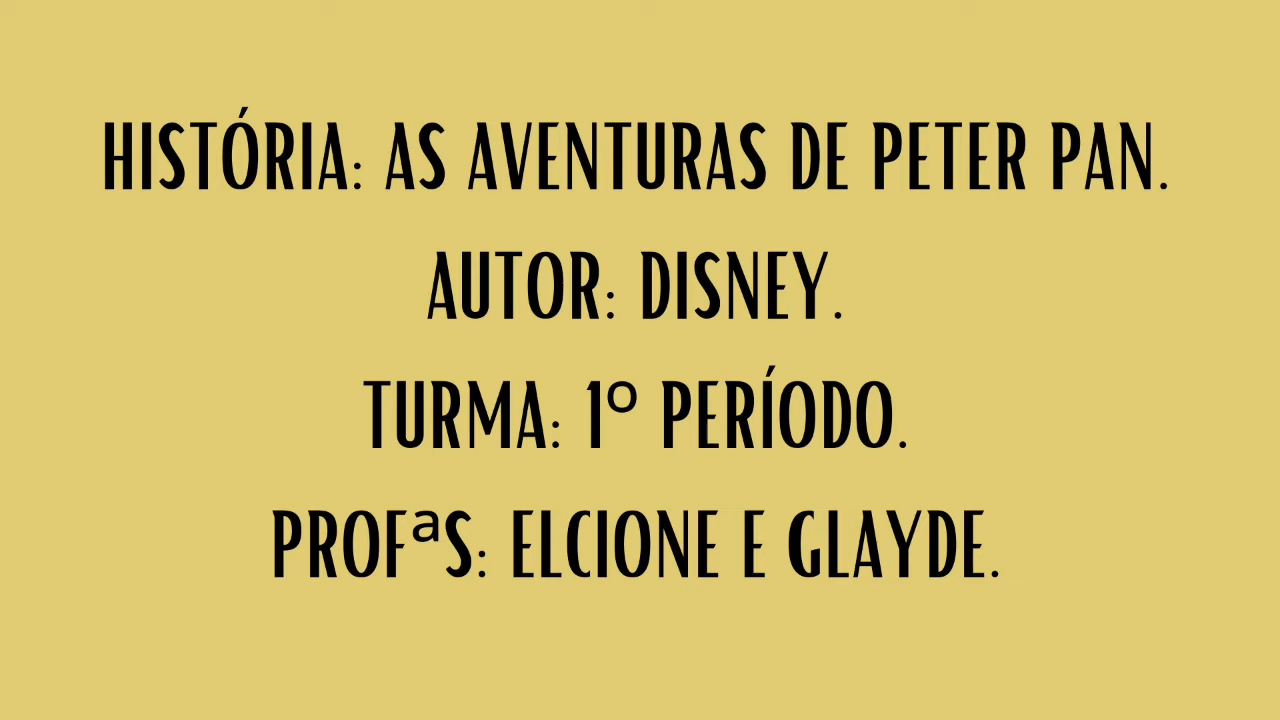 HISTÓRIA: AS AVENTURAS DE PETER PAN.
AUTOR: DISNEY.
TURMA: 1º PERÍODO.
PROFªS: ELCIONE E GLAYDE.